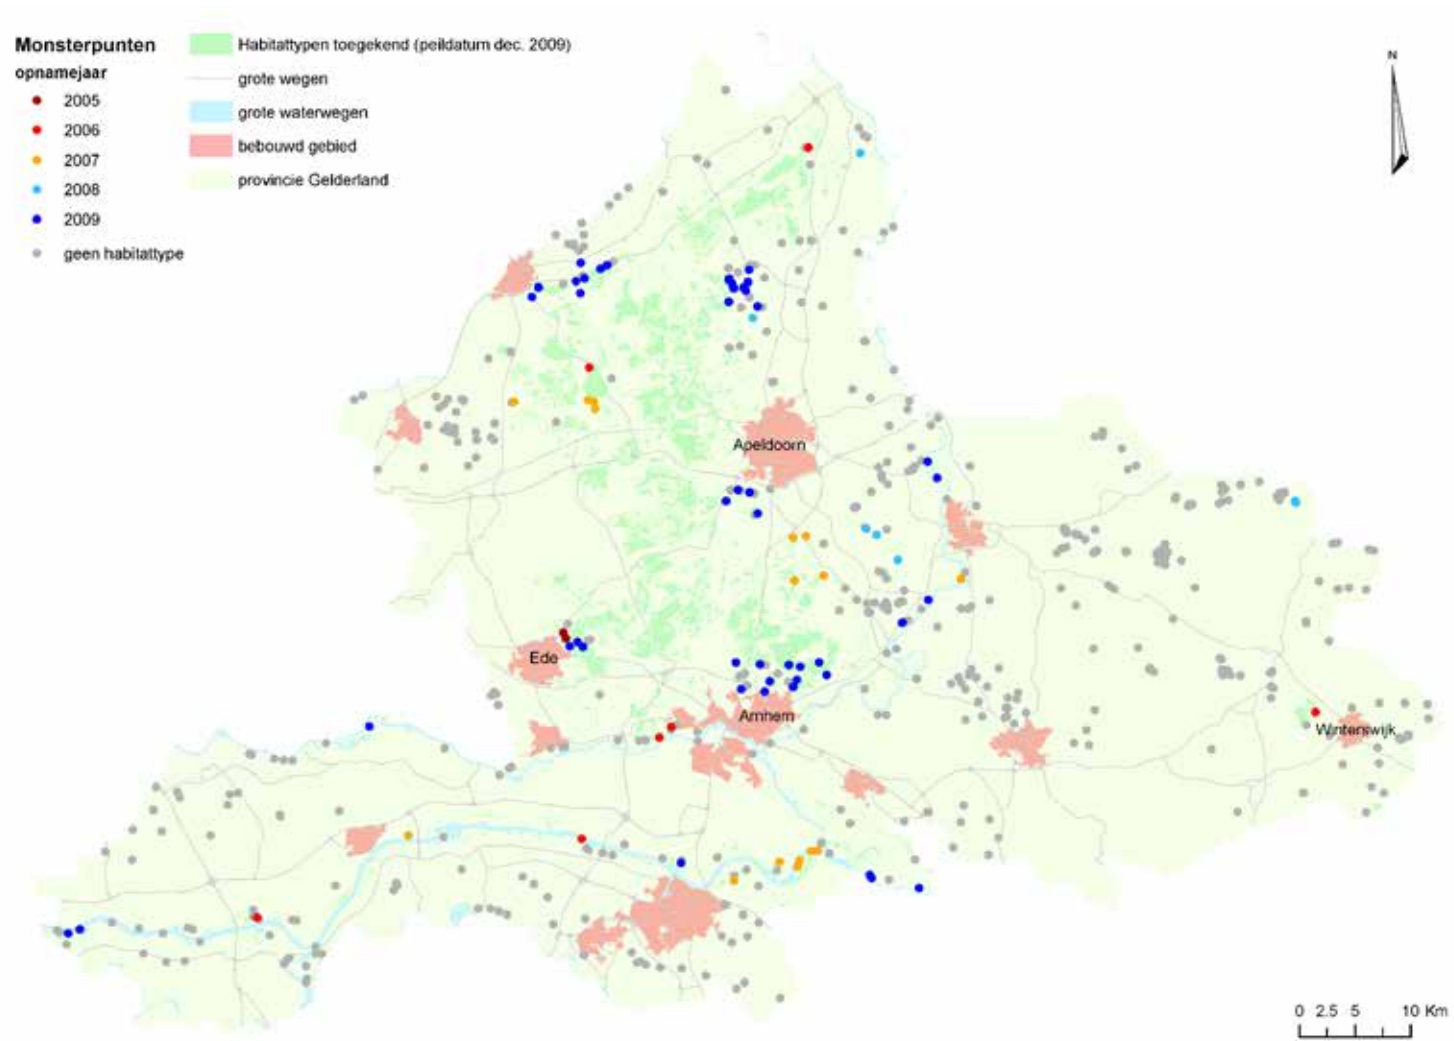 Monsterpunten
opnamejaar
2005
2006
2007
2008
2009
geen habitattype
Habitattypen toegekend (peildatum dec. 2009)
grote wegen
grote waterwegen
bebouwd gebied
provincie Gelderland
N
Apeldoorn
Ede
Arnhem
Winterswijk
0 2.5 5 10 Km